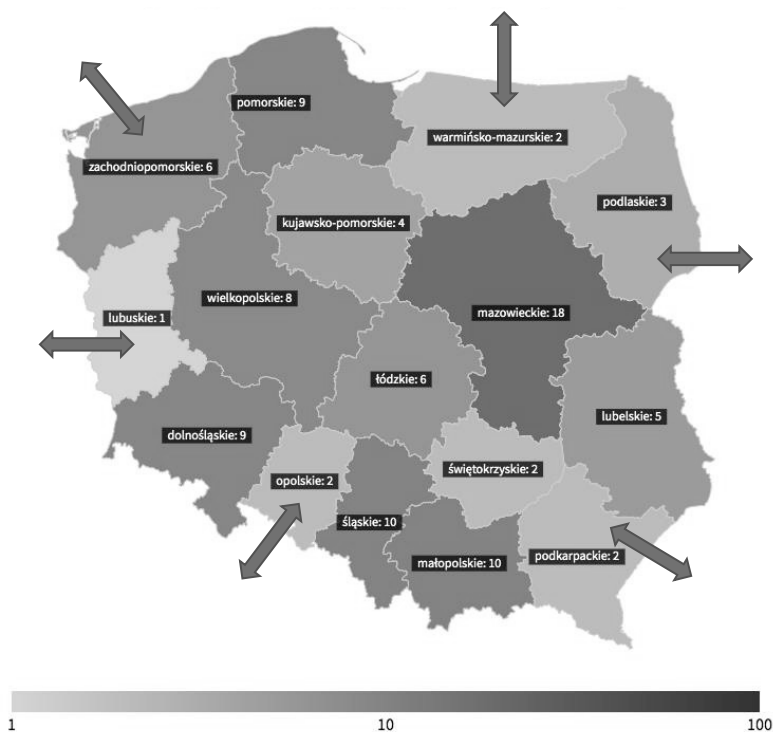 pomorskie: 9
warmińsko-mazurskie: 2
zachodniopomorskie: 6
podlaskie: 3
kujawsko-pomorskie: 4
wielkopolskie: 8
mazowieckie: 18
lubuskie: 1
łódzkie: 6
lubelskie: 5
dolnośląskie: 9
świętokrzyskie: 2
opolskie: 2
śląskie: 10
podkarpackie: 2
małopolskie: 10
1 10 100